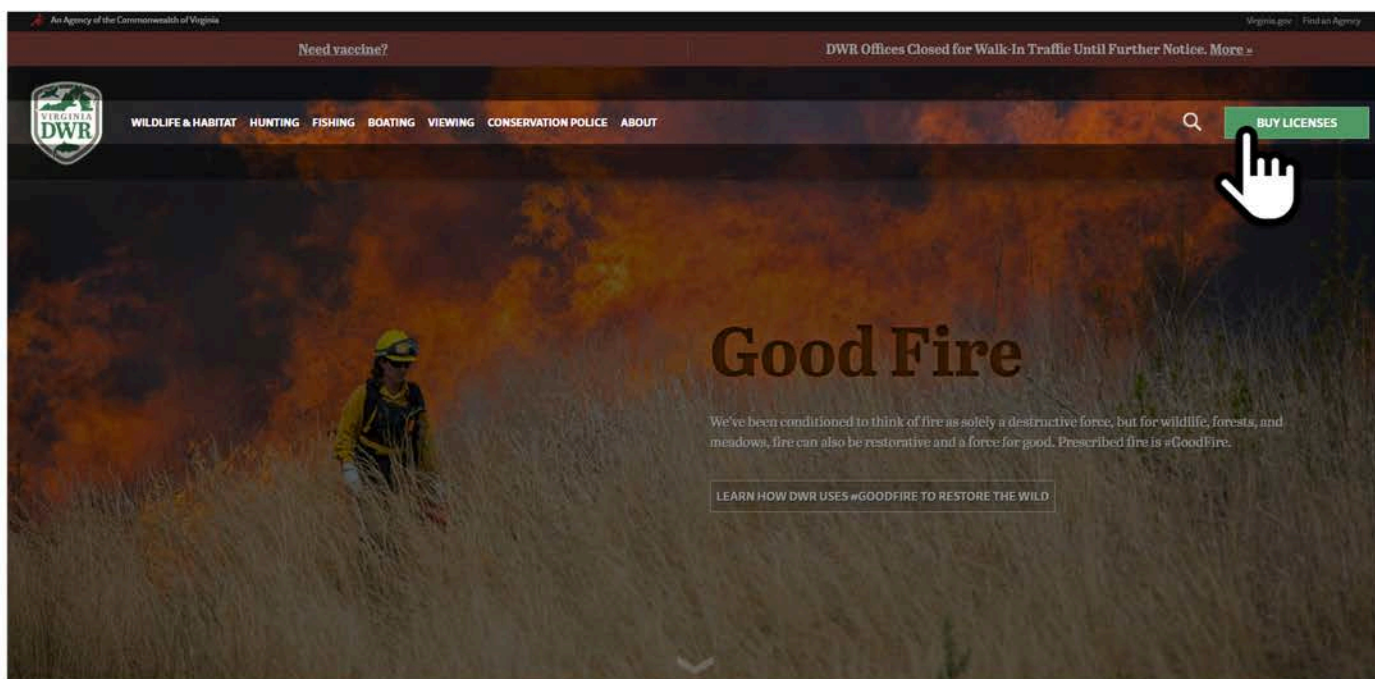 An Agency of the Commonwealth of Virginia
Virginia.gov Find an Agency
Need vaccine?
DWR Offices Closed for Walk-In Traffic Until Further Notice. More »
VIRGINIA
DWR
WILDLIFE & HABITAT HUNTING FISHING BOATING VIEWING CONSERVATION POLICE ABOUT
BUY LICENSES
Good Fire
We've been conditioned to think of fire as solely a destructive force, but for wildlife, forests, and
meadows, fire can also be restorative and a force for good. Prescribed fire is #GoodFire.
LEARN HOW DWR USES #GOODFIRE TO RESTORE THE WILD